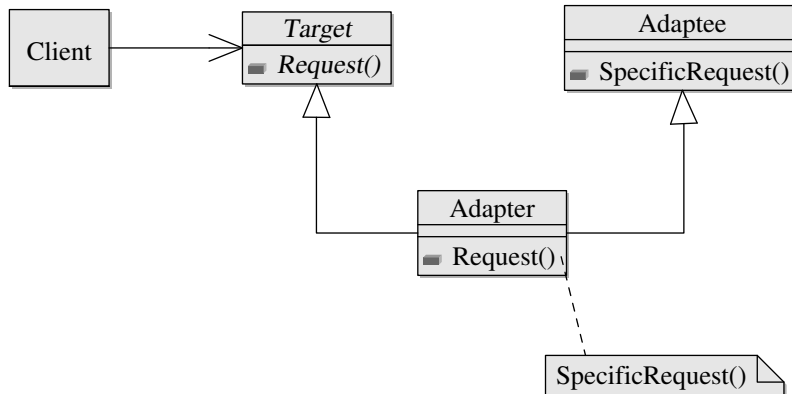 Client
Target
Request()
Adaptee
SpecificRequest()
Adapter
Request()
SpecificRequest()